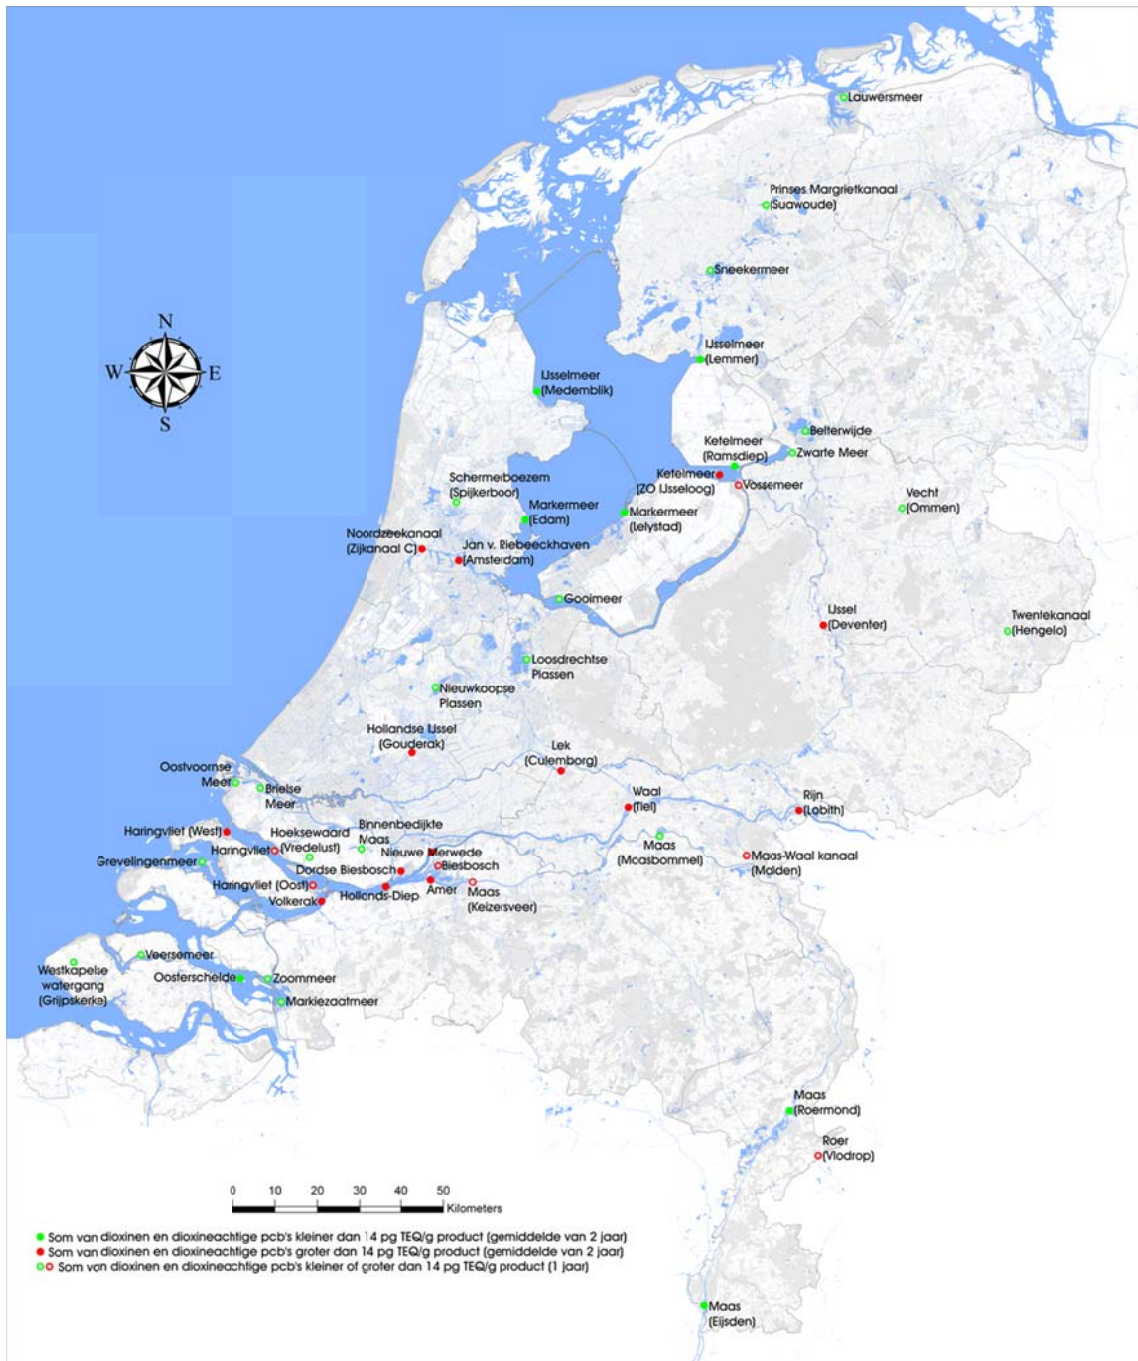 Lauwersmeer
Prinses Margrietkanaal
(Suawoude)
Sneekermeer
N
W
E
S
IJsselmeer
(Lemmer)
IJsselmeer
(Medemblik)
Belterwijde
Ketelmeer
(Ramsdiep)
Zwarte Meer
Ketelmeer
(ZO IJsseloog)
Vossemeer
Schermerboezem
(Spijkerboor)
Vecht
(Ommen)
Markermeer
(Edam)
Markermeer
(Lelystad)
Noordzeekanaal
(Zijkanaal C)
Jan v. Riebeeckhaven
(Amsterdam)
Gooimeer
IJssel
(Deventer)
Twentekanaal
(Hengelo)
Loosdrechtse
Plassen
Nieuwkoopse
Plassen
Hollandse IJssel
(Gouderak)
Lek
(Culemborg)
Oostvoornse
Meer
Brielse
Meer
Waal
(Tiel)
Rijn
(Lobith)
Haringvliet (West)
Hoeksewaard
(Vredelust)
Binnenbedijkte
Maas
Haringvliet
Nieuwe Merwede
Maas
(Maasbommel)
Maas-Waal kanaal
(Malden)
Grevelingenmeer
Dordse Biesbosch
Biesbosch
Haringvliet (Oost)
Hollands-Diep
Amer
Maas
(Keizersveer)
Volkerak
Veersemeer
Westkapelse
watergang
(Grijpskerke)
Oosterschelde
Zoommeer
Markiezaatmeer
Maas
(Roermond)
Roer
(Vlodrop)
0 10 20 30 40 50
Kilometers
Som van dioxinen en dioxineachtige pcb's kleiner dan 14 pg TEQ/g product (gemiddelde van 2 jaar)
Som van dioxinen en dioxineachtige pcb's groter dan 14 pg TEQ/g product (gemiddelde van 2 jaar)
Som van dioxinen en dioxineachtige pcb's kleiner of groter dan 14 pg TEQ/g product (1 jaar)
Maas
(Eijsden)